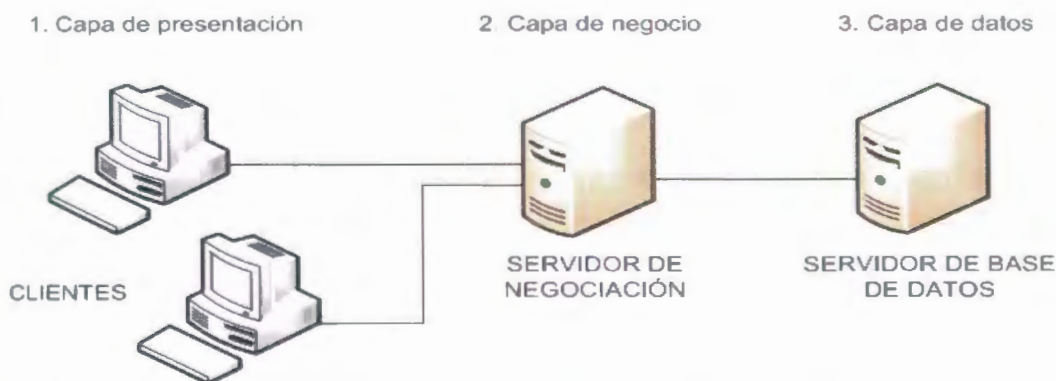 1. Capa de presentación
2. Capa de negocio
3. Capa de datos
CLIENTES
SERVIDOR DE
NEGOCIACIÓN
SERVIDOR DE BASE
DE DATOS